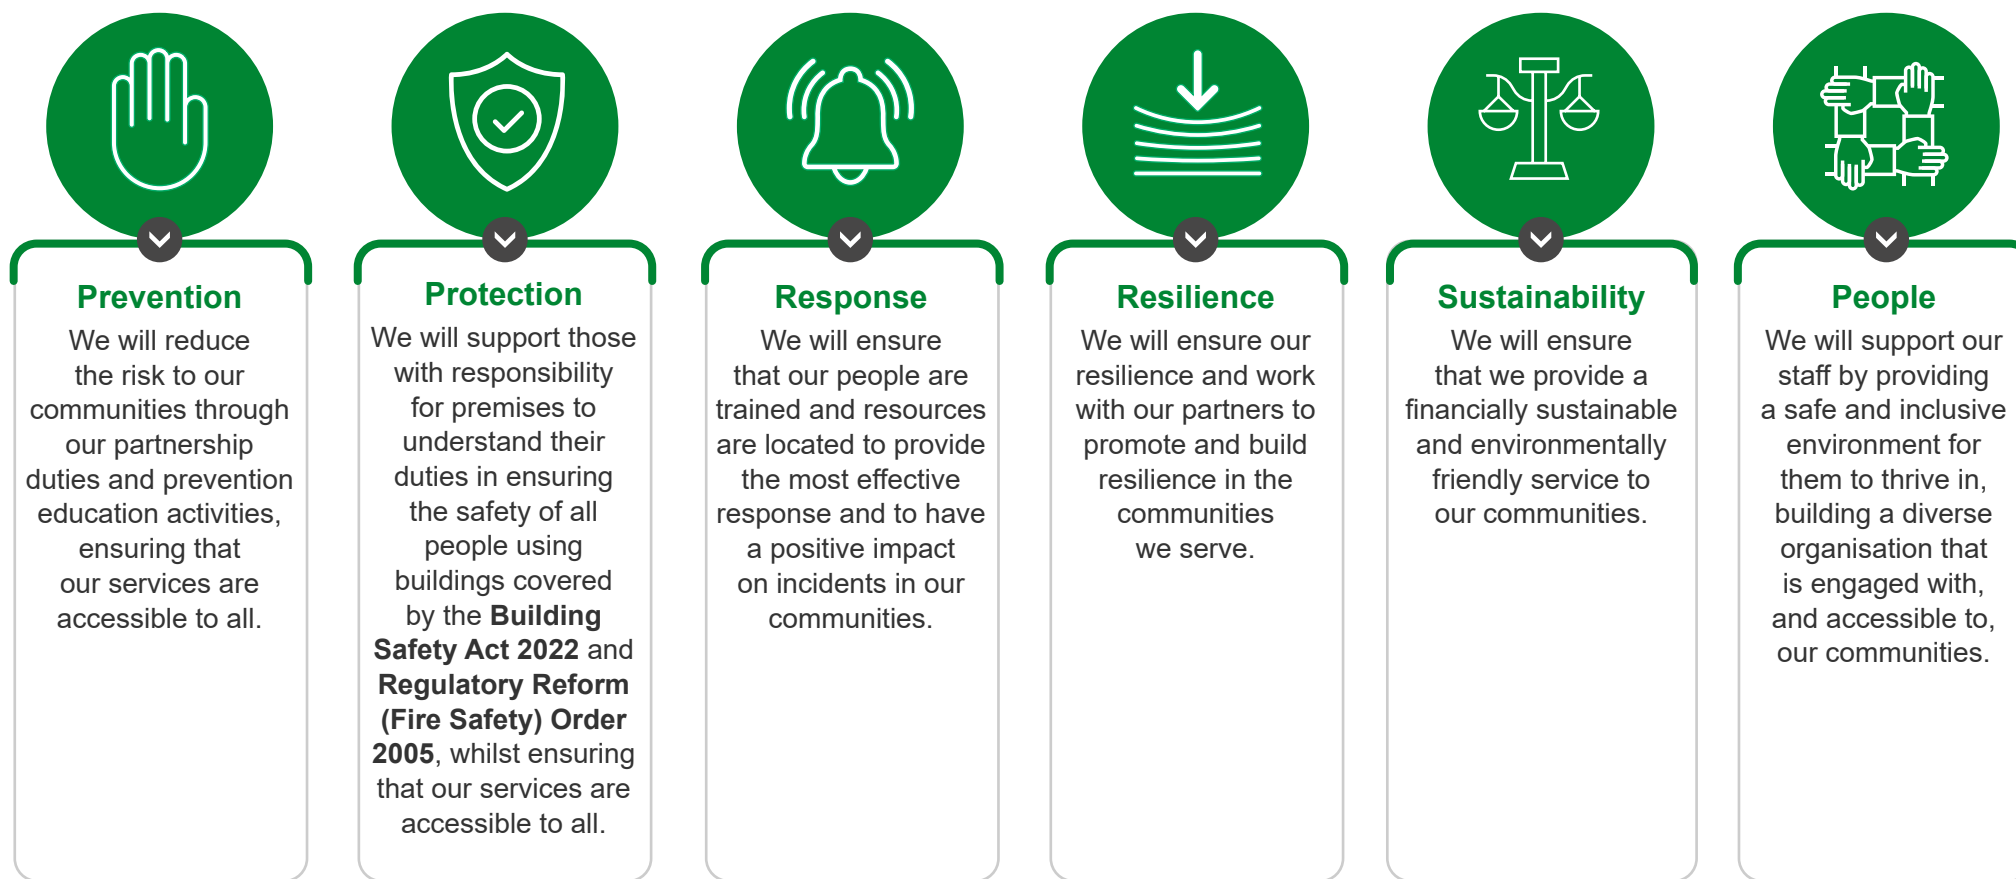 Prevention
We will reduce
the risk to our
communities through
our partnership
duties and prevention
education activities,
ensuring that
our services are
accessible to all.
Protection
We will support those
with responsibility
for premises to
understand their
duties in ensuring
the safety of all
people using
buildings covered
by the Building
Safety Act 2022 and
Regulatory Reform
(Fire Safety) Order
2005, whilst ensuring
that our services are
accessible to all.
Response
We will ensure
that our people are
trained and resources
are located to provide
the most effective
response and to have
a positive impact
on incidents in our
communities.
Resilience
We will ensure our
resilience and work
with our partners to
promote and build
resilience in the
communities
we serve.
Sustainability
We will ensure
that we provide a
financially sustainable
and environmentally
friendly service to
our communities.
People
We will support our
staff by providing
a safe and inclusive
environment for
them to thrive in,
building a diverse
organisation that
is engaged with,
and accessible to,
our communities.